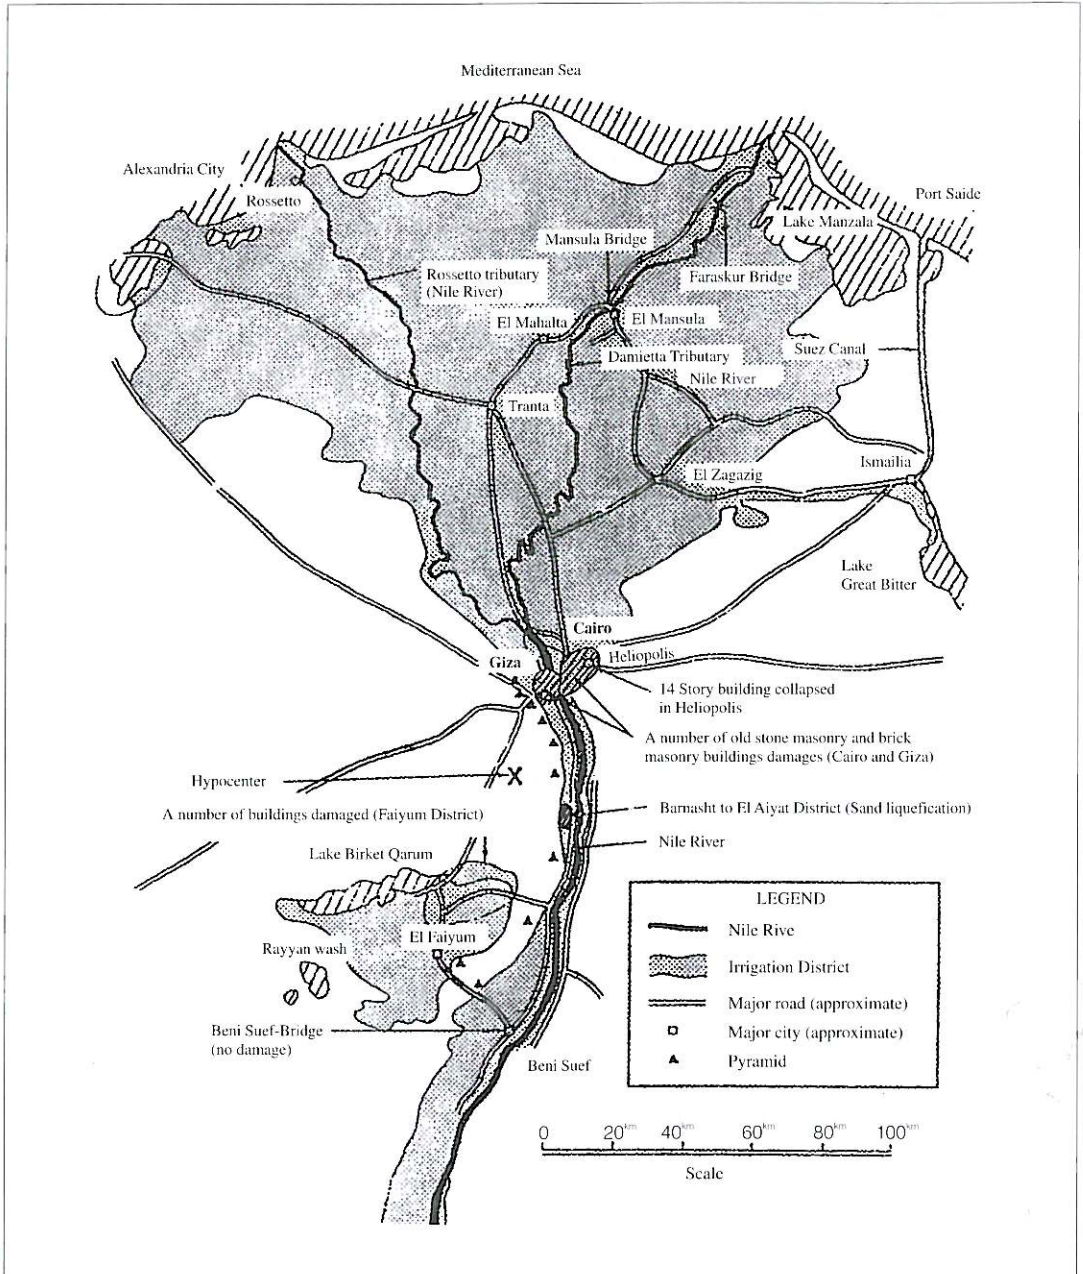 Mediterranean Sea
Alexandria City
Rossetto
Port Saide
Lake Manzala
Mansula Bridge
Rossetto tributary
(Nile River)
Faraskur Bridge
El Mahalta
El Mansula
Suez Canal
Damietta Tributary
Nile River
Tranta
Ismailia
El Zagazig
Lake
Great Bitter
Cairo
Giza
Heliopolis
14 Story building collapsed
in Heliopolis
A number of old stone masonry and brick
masonry buildings damages (Cairo and Giza)
Hypocenter
A number of buildings damaged (Faiyum District)
Barnasht to El Aiyat District (Sand liquefication)
Nile River
Lake Birket Qarum
El Faiyum
Rayyan wash
Beni Suef-Bridge
(no damage)
Beni Suef
LEGEND
Nile Rive
Irrigation District
Major road (approximate)
Major city (approximate)
Pyramid
0 20km 40km 60km 80km 100km
Scale